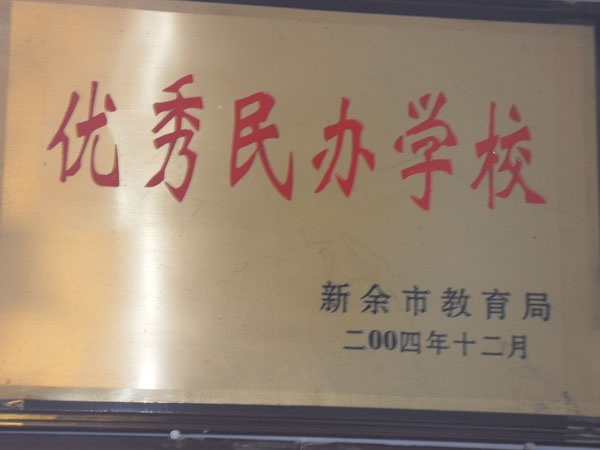 优秀民办学校
新余市教育局
二00四年十二月